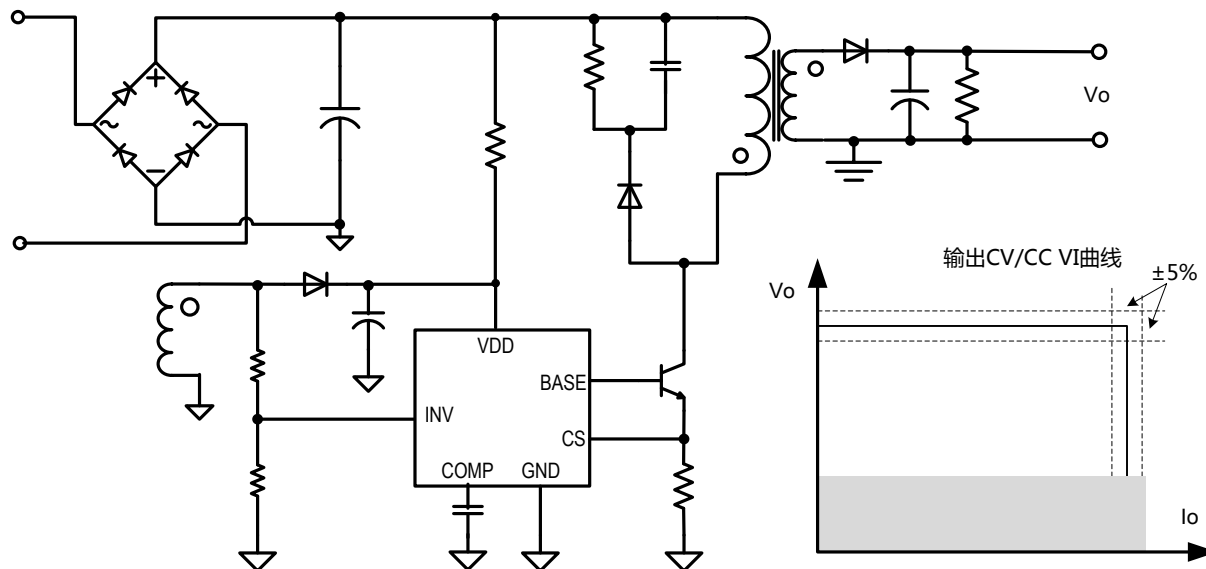 Vo
输出CV/CC VI曲线
±5%
Vo
VDD
BASE
INV
CS
COMP GND
Io